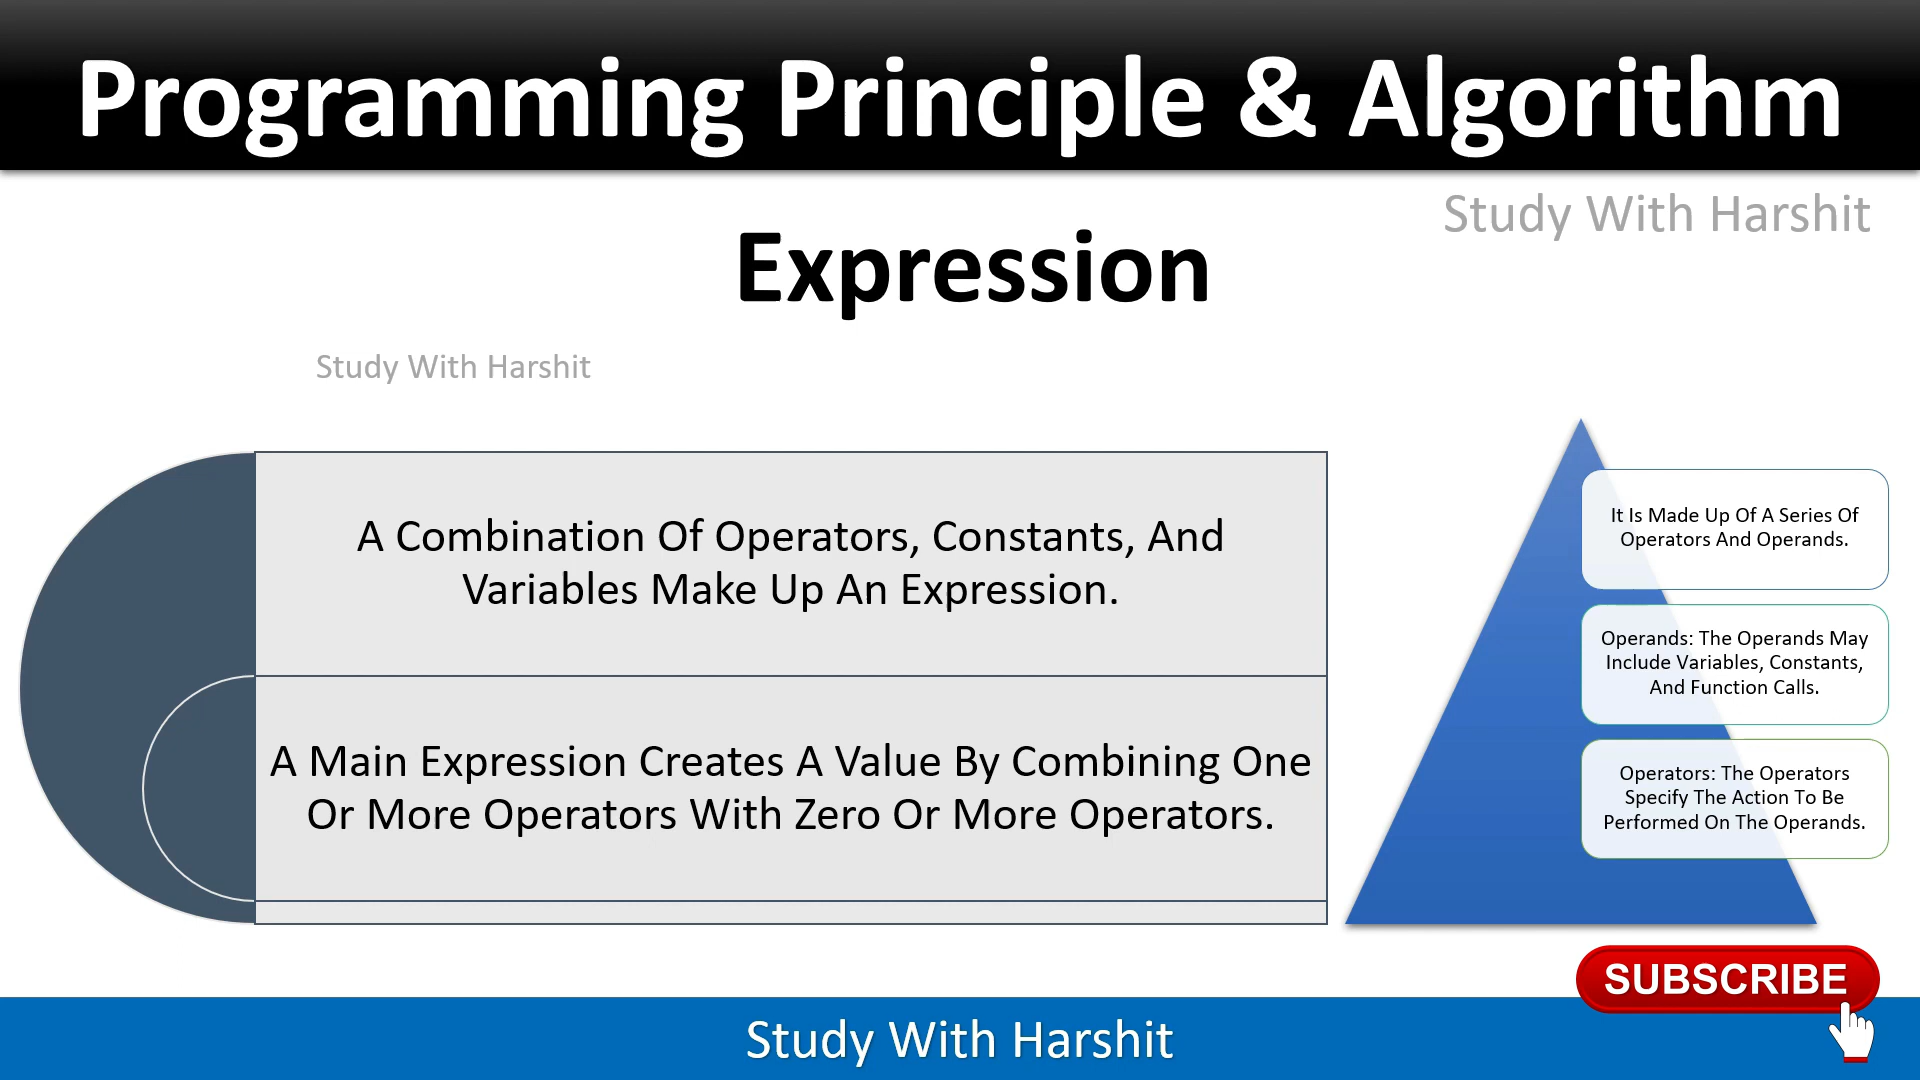 Programming Principle & Algorithm
Study With Harshit
Expression
Study With Harshit
A Combination Of Operators, Constants, And
Variables Make Up An Expression.
A Main Expression Creates A Value By Combining One
Or More Operators With Zero Or More Operators.
It Is Made Up Of A Series Of
Operators And Operands.
Operands: The Operands May
Include Variables, Constants,
And Function Calls.
Operators: The Operators
Specify The Action To Be
Performed On The Operands.
SUBSCRIBE
Study With Harshit